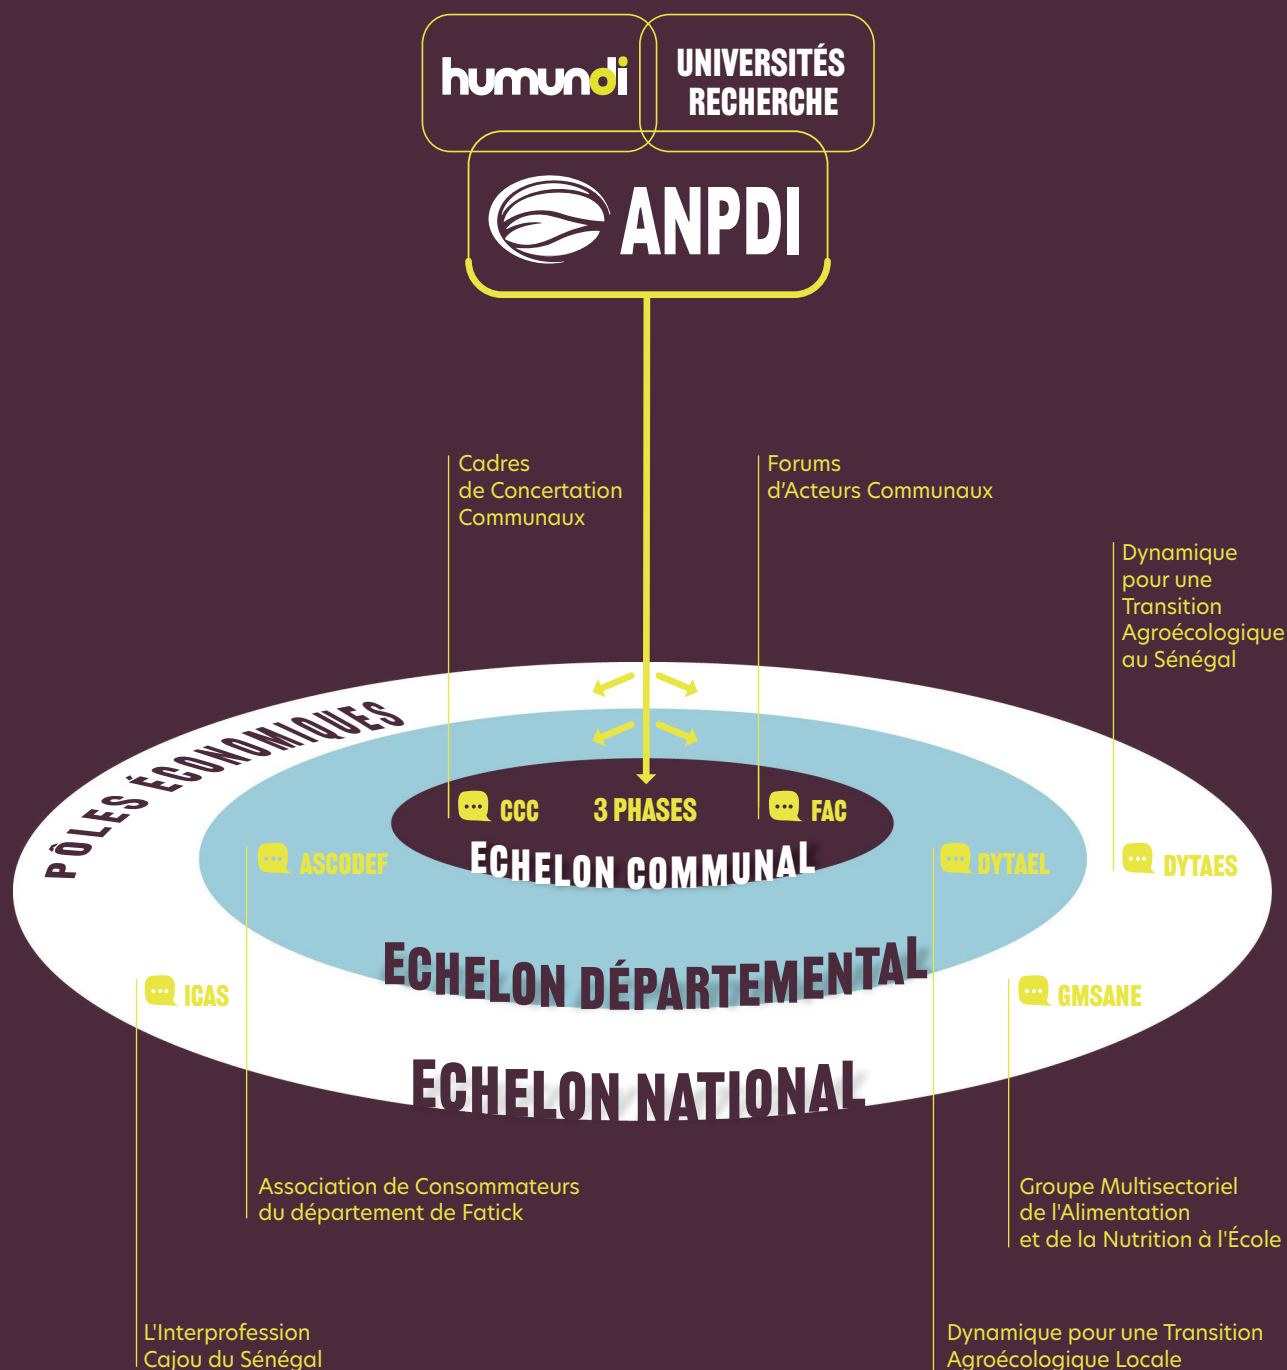 humundi
UNIVERSITÉS
RECHERCHE
ANPDI
Cadres
de Concertation
Communaux
Forums
d'Acteurs Communaux
Dynamique
pour une
Transition
Agroécologique
au Sénégal
PÔLES ÉCONOMIQUES
CCC
3 PHASES
FAC
ECHELON COMMUNAL
ASCODEF
DYTAEL
DYTAES
ECHELON DÉPARTEMENTAL
ICAS
GMSANE
ECHELON NATIONAL
Association de Consommateurs
du département de Fatick
Groupe Multisectoriel
de l'Alimentation
et de la Nutrition à l'École
L'Interprofession
Cajou du Sénégal
Dynamique pour une Transition
Agroécologique Locale